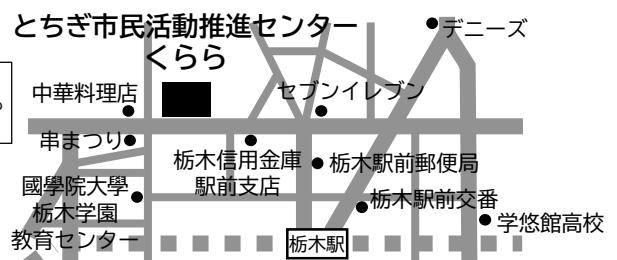 とちぎ市民活動推進センター
くらら
デニーズ
中華料理店
セブンイレブン
串まつり
栃木信用金庫
駅前支店
栃木駅前郵便局
國學院大學
栃木学園
教育センター
栃木駅前交番
学悠館高校
栃木駅